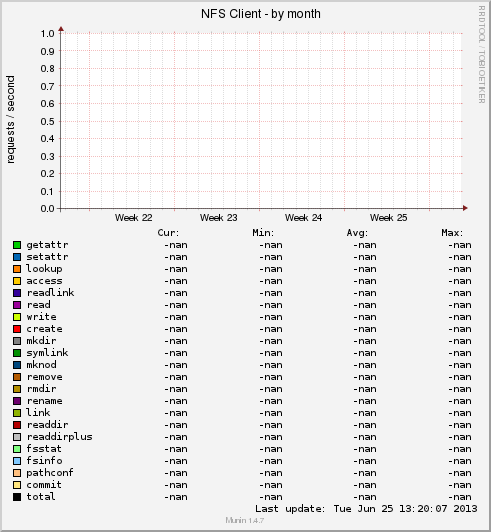 NFS Client - by month
RRDTOOL / TOBI OETIKER
requests / second
1.0
0.9
0.8
0.7
0.6
0.5
0.4
0.3
0.2
0.1
0.0
Week 22 Week 23 Week 24 Week 25
Cur: Min: Avg: Max:
getattr -nan -nan -nan -nan
setattr -nan -nan -nan -nan
lookup -nan -nan -nan -nan
access -nan -nan -nan -nan
readlink -nan -nan -nan -nan
read -nan -nan -nan -nan
write -nan -nan -nan -nan
create -nan -nan -nan -nan
mkdir -nan -nan -nan -nan
symlink -nan -nan -nan -nan
mknod -nan -nan -nan -nan
remove -nan -nan -nan -nan
rmdir -nan -nan -nan -nan
rename -nan -nan -nan -nan
link -nan -nan -nan -nan
readdir -nan -nan -nan -nan
readdirplus -nan -nan -nan -nan
fsstat -nan -nan -nan -nan
fsinfo -nan -nan -nan -nan
pathconf -nan -nan -nan -nan
commit -nan -nan -nan -nan
total -nan -nan -nan -nan
Last update: Tue Jun 25 13:20:07 2013
Munin 1.4.7